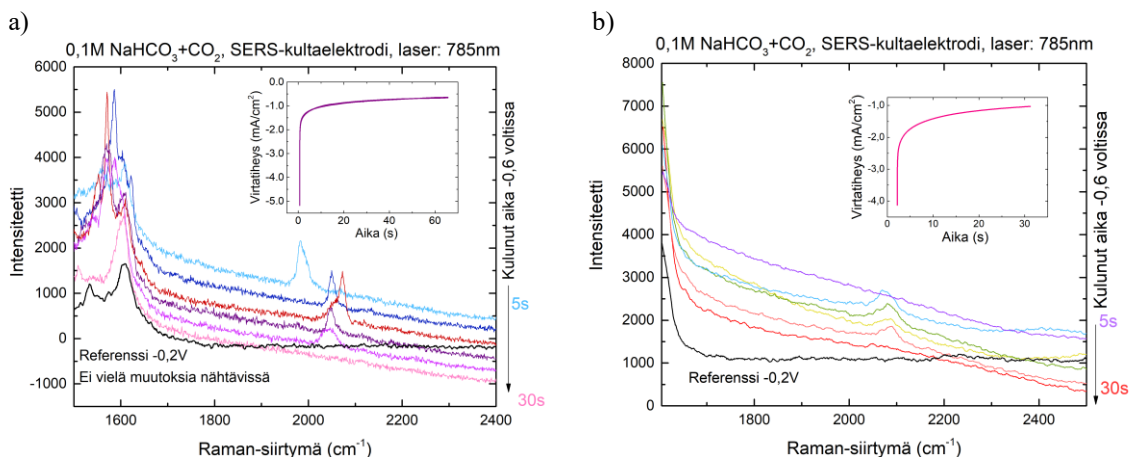 a)
0,1M NaHCO3+CO2, SERS-kultaelektrodi, laser: 785nm
6000
5000
4000
3000
2000
1000
0
-1000
Intensiteetti
1600
1800
2000
2200
2400
Raman-siirtymä (cm-1)
0.0
-1.0
-2.0
-3.0
-4.0
-5.0
Virtatiheys (mA/cm2)
0
20
40
60
Aika (s)
Referenssi -0,2V
Ei vielä muutoksia nähtävissä
Kulunut aika -0,6 voltissa
5s
30s
b)
0,1M NaHCO3+CO2, SERS-kultaelektrodi, laser: 785nm
8000
7000
6000
5000
4000
3000
2000
1000
0
Intensiteetti
1800
2000
2200
2400
Raman-siirtymä (cm-1)
-1,0
-2,0
-3,0
-4,0
Virtatiheys (mA/cm2)
0
10
20
30
Aika (s)
Referenssi -0,2V
Kulunut aika -0,6 voltissa
5s
30s